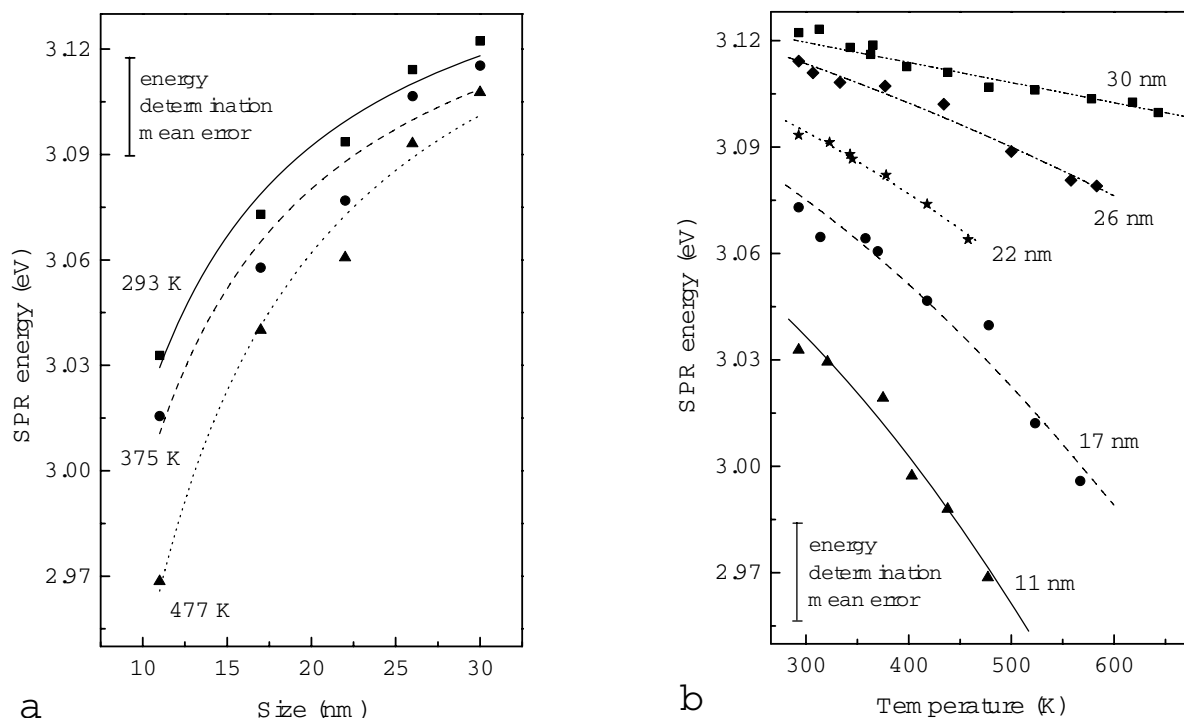 3.12
3.09
3.06
3.03
3.00
2.97
SPR energy (eV)
energy
determination
mean error
293 K
375 K
477 K
10
15
20
25
30
Size (nm)
a
3.12
3.09
3.06
3.03
3.00
2.97
SPR energy (eV)
30 nm
26 nm
22 nm
17 nm
11 nm
energy
determination
mean error
300
400
500
600
Temperature (K)
b